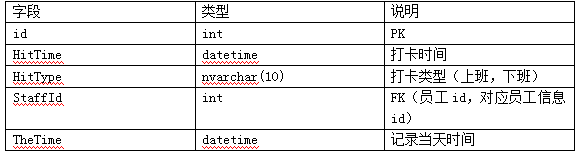 字段 类型 说明
id int PK
HitTime datetime 打卡时间
HitType nvarchar(10) 打卡类型（上班，下班）
StaffId int FK（员工id，对应员工信息
id）
TheTime datetime 记录当天时间